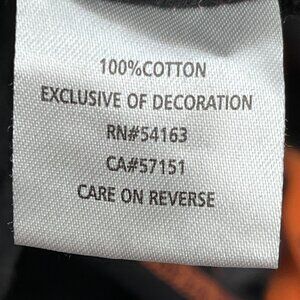 100%COTTON
EXCLUSIVE OF DECORATION
RN#54163
CA#57151
CARE ON REVERSE